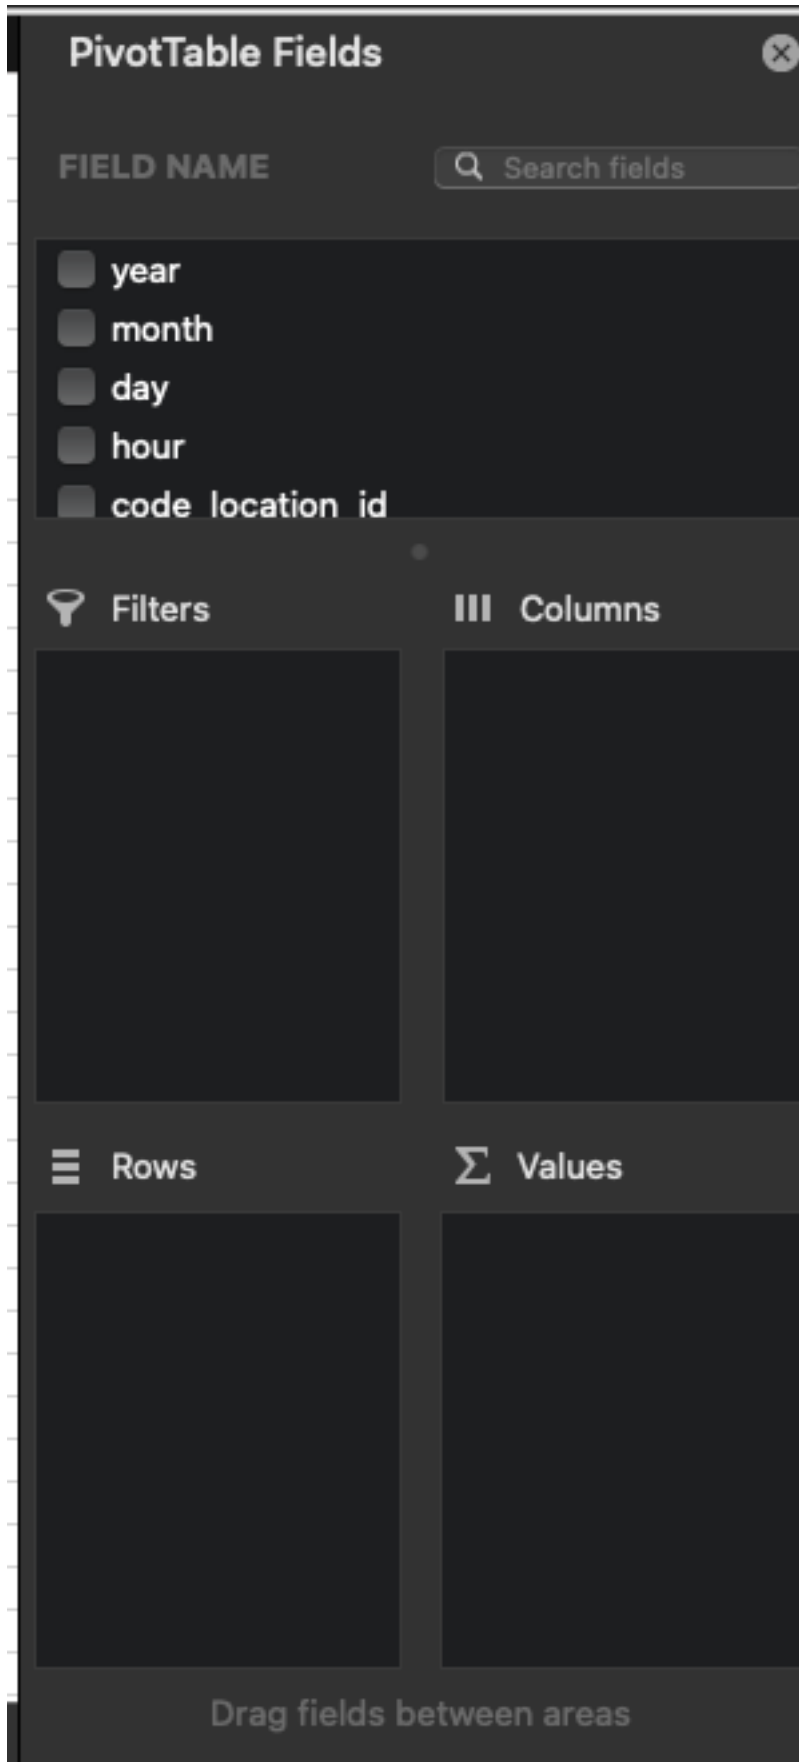 PivotTable Fields
FIELD NAME
Search fields
year
month
day
hour
code_location_id
Filters
Columns
Rows
Values
Drag fields between areas